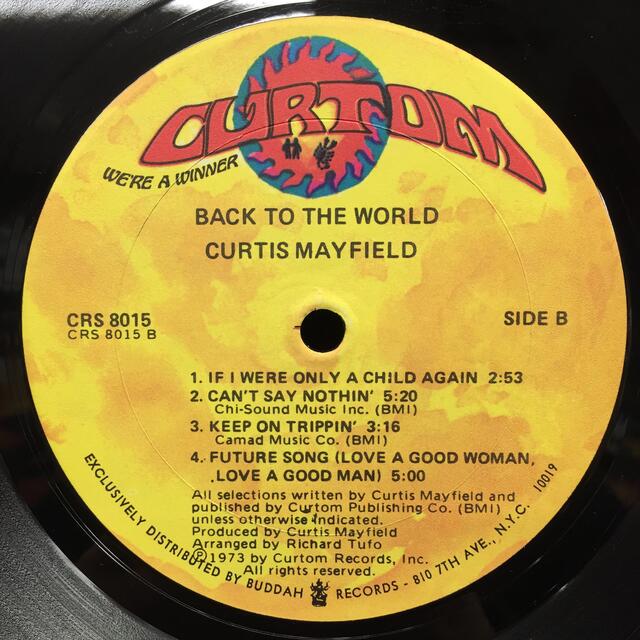 CURTOM
WE'RE A WINNER
BACK TO THE WORLD
CURTIS MAYFIELD
CRS 8015
CRS 8015 B
SIDE B
1. IF I WERE ONLY A CHILD AGAIN 2:53
2. CAN'T SAY NOTHIN' 5:20
Chi-Sound Music Inc. (BMI)
3. KEEP ON TRIPPIN' 3:16
Camad Music Co. (BMI)
4. FUTURE SONG (LOVE A GOOD WOMAN,
LOVE A GOOD MAN) 5:00
All selections written by Curtis Mayfield and
published by Curtom Publishing Co. (BMI)
unless otherwise indicated.
Produced by Curtis Mayfield
Arranged by Richard Tufo
Ⓟ1973 by Curtom Records, Inc.
All rights reserved.
EXCLUSIVELY DISTRIBUTED BY BUDDAH RECORDS - 810 7TH AVE., N.Y.C. 10019